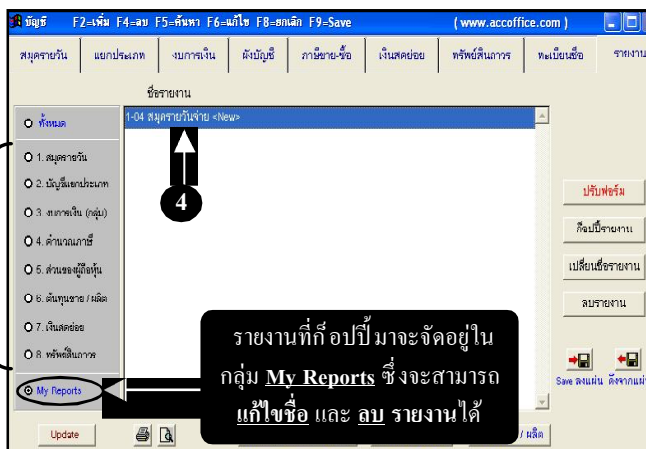 บัญชี F2=เพิ่ม F4=ลบ F5=ค้นหา F6=แก้ไข F8=ยกเลิก F9=Save ( www.accoffice.com )
สมุดรายวัน แยกประเภท งบการเงิน ผังบัญชี ภาษีขาย-ซื้อ เงินสดย่อย ทรัพย์สินถาวร ทะเบียนชื่อ รายงาน
ชื่อรายงาน
ทั้งหมด
1-04 สมุดรายวันจ่าย <New>
1. สมุดรายวัน
2. บัญชีแยกประเภท
3. งบการเงิน (กลุ่ม)
4. คำนวณภาษี
5. ส่วนของผู้ถือหุ้น
6. ต้นทุนขาย / ผลิต
7. เงินสดย่อย
8. ทรัพย์สินถาวร
My Reports
4
ปรับฟอร์ม
ก็อปปี้รายงาน
เปลี่ยนชื่อรายงาน
ลบรายงาน
รายงานที่ก็อปปี้มาจะจัดอยู่ใน
กลุ่ม My Reports ซึ่งจะสามารถ
แก้ไขชื่อ และ ลบ รายงานได้
Save ลงแผ่น ดึงจากแผ่
Update
/ ผลิต